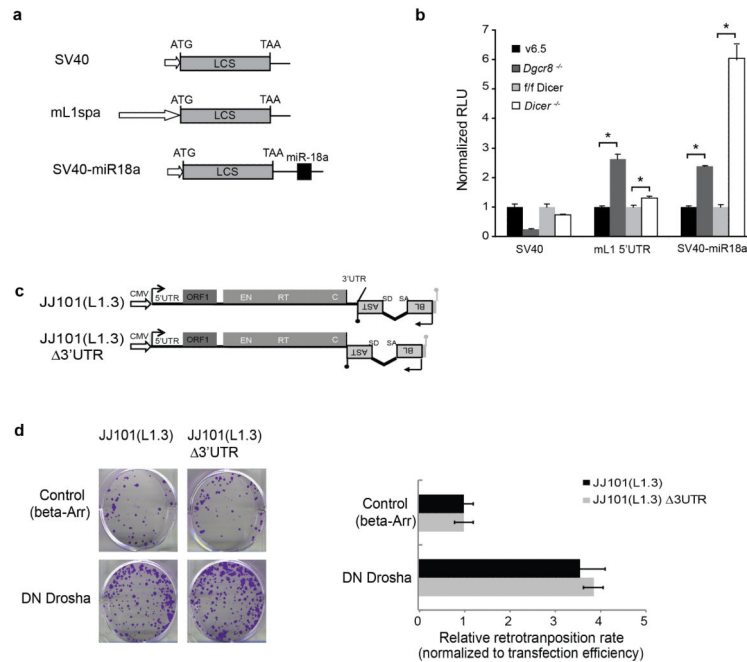 a
SV40
ATG
TAA
LCS
mL1spa
ATG
TAA
LCS
SV40-miR18a
ATG
TAA
miR-18a
LCS
b
Normalized RLU
7
6
5
4
3
2
1
0
v6.5
Dgcr8 -/-
f/f Dicer
Dicer -/-
*
*
*
*
SV40
mL1 5'UTR
SV40-miR18a
c
JJ101(L1.3)
CMV
5'UTR
ORF1
EN
RT
C
3'UTR
AST
SD
SA
BL
JJ101(L1.3)
Δ3'UTR
CMV
5'UTR
ORF1
EN
RT
C
AST
SD
SA
BL
d
JJ101(L1.3)
JJ101(L1.3)
Δ3'UTR
Control
(beta-Arr)
DN Drosha
JJ101(L1.3)
JJ101(L1.3) Δ3UTR
Control
(beta-Arr)
DN Drosha
0 1 2 3 4 5
Relative retrotranposition rate
(normalized to transfection efficiency)